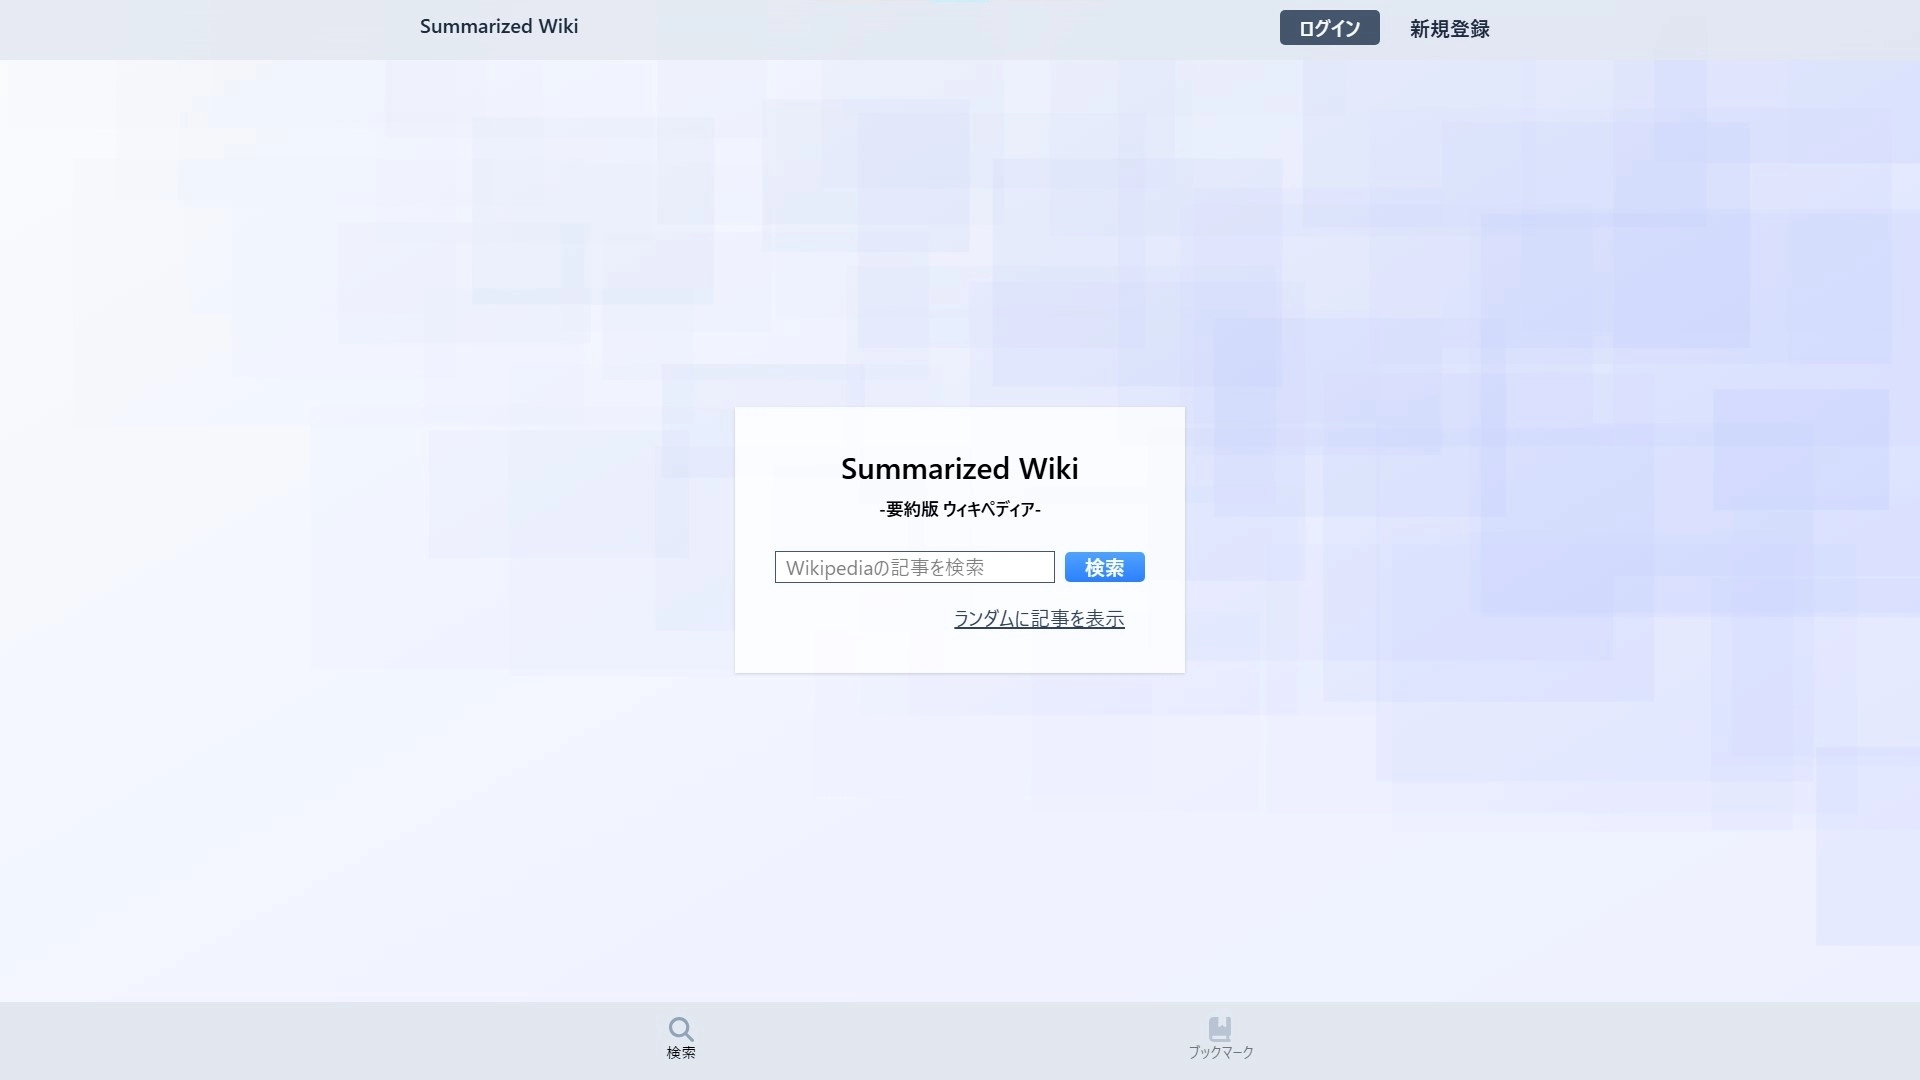 Summarized Wiki
ログイン
新規登録
Summarized Wiki
-要約版 ウィキペディア-
Wikipediaの記事を検索
検索
ランダムに記事を表示
検索
ブックマーク